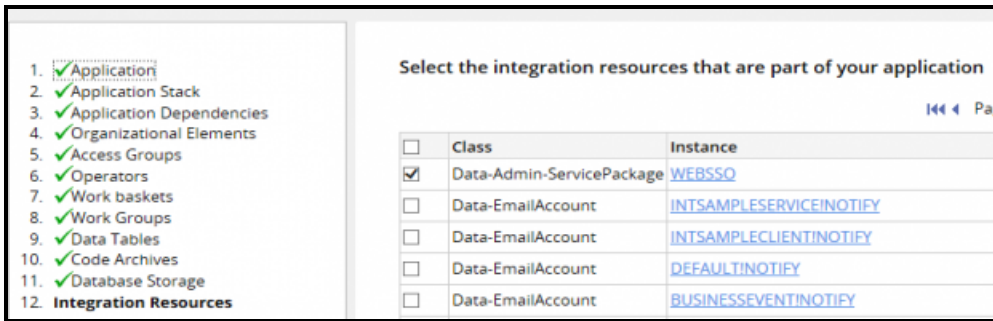 1. Application
2. Application Stack
3. Application Dependencies
4. Organizational Elements
5. Access Groups
6. Operators
7. Work baskets
8. Work Groups
9. Data Tables
10. Code Archives
11. Database Storage
12. Integration Resources
Select the integration resources that are part of your application
Pa
Class Instance
Data-Admin-ServicePackage WEBSSO
Data-EmailAccount INTSAMPLESERVICE!NOTIFY
Data-EmailAccount INTSAMPLECLIENT!NOTIFY
Data-EmailAccount DEFAULT!NOTIFY
Data-EmailAccount BUSINESSEVENT!NOTIFY